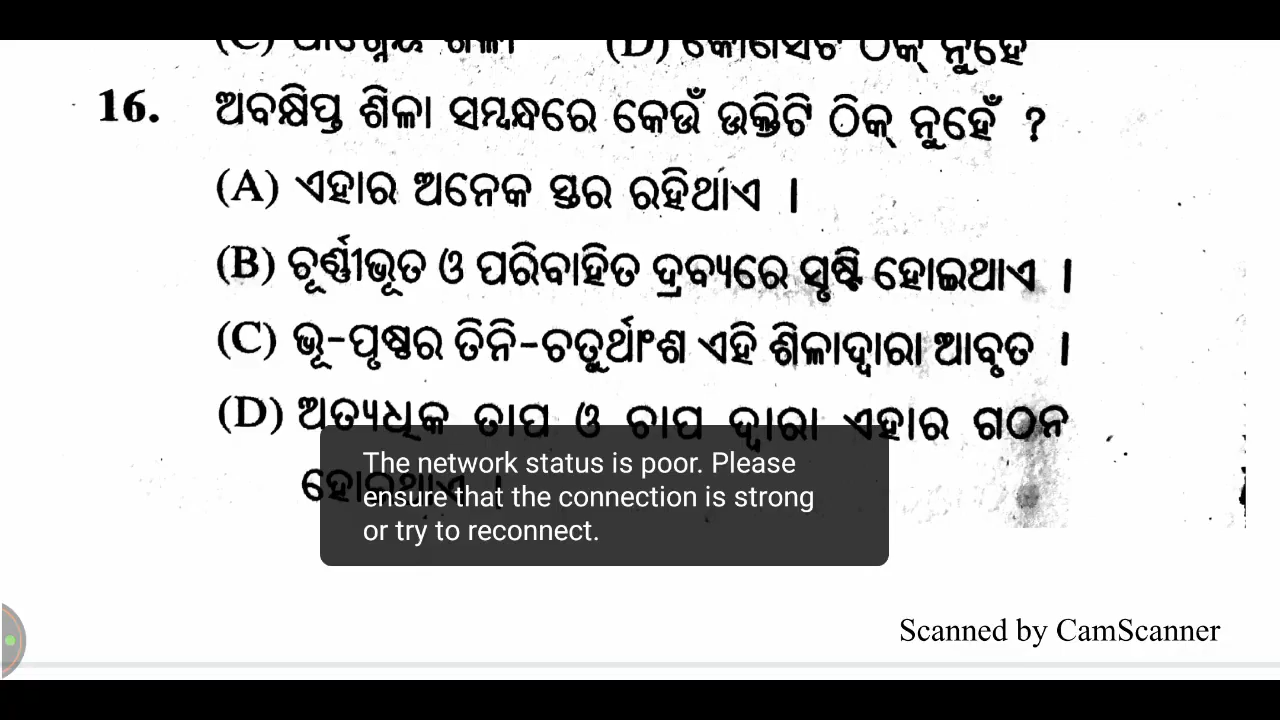 16. ଅବକ୍ଷିପ୍ତ ଶିଳା ସମ୍ବନ୍ଧରେ କେଉଁ ଉକ୍ତିଟି ଠିକ୍ ନୁହେଁ ?
(A) ଏହାର ଅନେକ ସ୍ତର ରହିଥାଏ ।
(B) ଚୂର୍ଣ୍ଣୀଭୂତ ଓ ପରିବାହିତ ଦ୍ରବ୍ୟରେ ସୃଷ୍ଟି ହୋଇଥାଏ ।
(C) ଭୂ-ପୃଷ୍ଠର ତିନି-ଚତୁର୍ଥାଂଶ ଏହି ଶିଳାଦ୍ୱାରା ଆବୃତ ।
(D) ଅତ୍ୟଧିକ ତାପ ଓ ଚାପ ଦ୍ୱାରା ଏହାର ଗଠନ
ହୋଇଥାଏ ।
The network status is poor. Please
ensure that the connection is strong
or try to reconnect.
Scanned by CamScanner